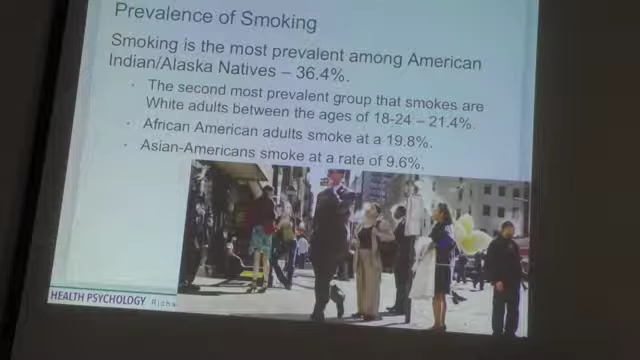 Prevalence of Smoking
Smoking is the most prevalent among American
Indian/Alaska Natives – 36.4%.
· The second most prevalent group that smokes are
White adults between the ages of 18-24 – 21.4%.
· African American adults smoke at a 19.8%.
· Asian-Americans smoke at a rate of 9.6%.
HEALTH PSYCHOLOGY